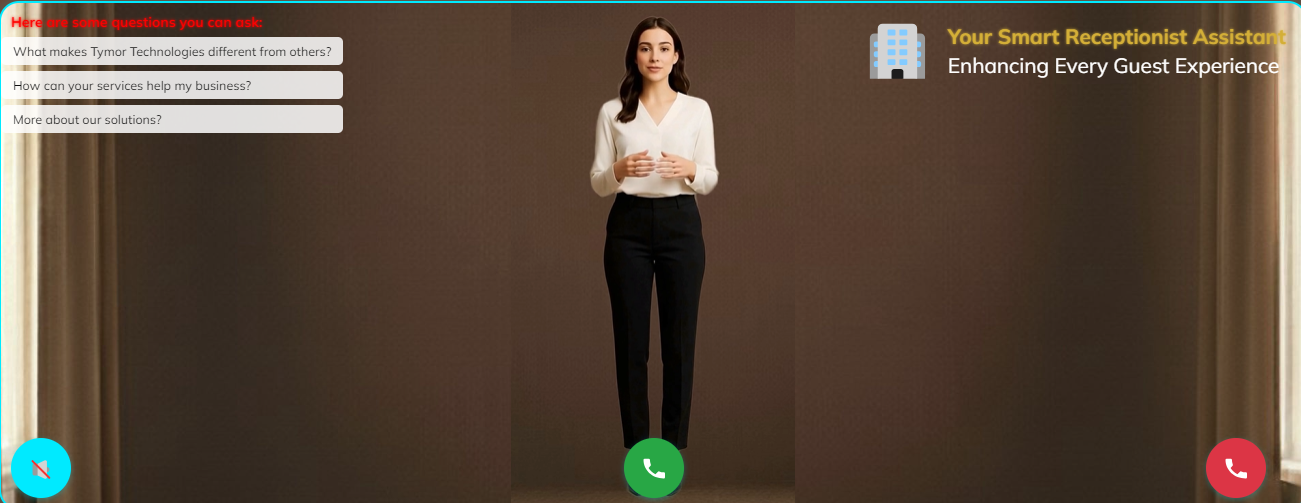 Here are some questions you can ask:
What makes Tymor Technologies different from others?
How can your services help my business?
More about our solutions?
Your Smart Receptionist Assistant
Enhancing Every Guest Experience